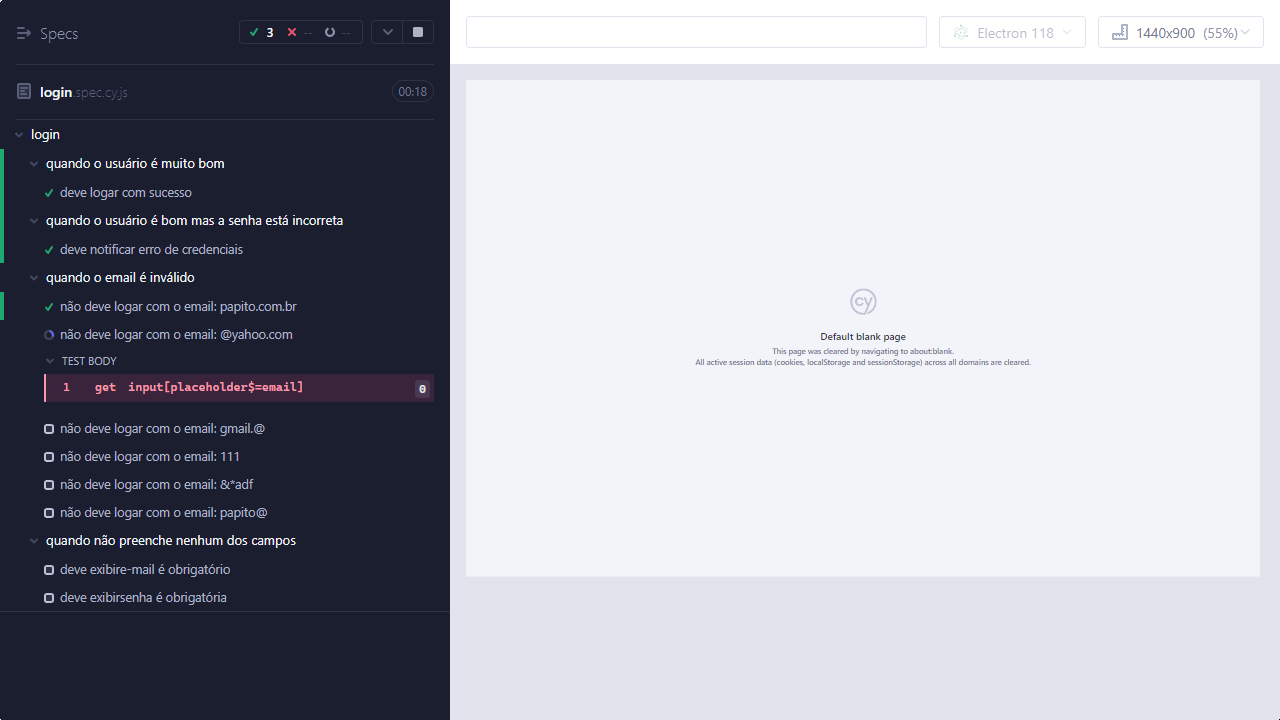 Specs
3 -- --
login.spec.cy.js
00:18
login
quando o usuário é muito bom
deve logar com sucesso
quando o usuário é bom mas a senha está incorreta
deve notificar erro de credenciais
quando o email é inválido
não deve logar com o email: papito.com.br
não deve logar com o email: @yahoo.com
TEST BODY
1 get input[placeholder$=email] 0
não deve logar com o email: gmail.@
não deve logar com o email: 111
não deve logar com o email: &*adf
não deve logar com o email: papito@
quando não preenche nenhum dos campos
deve exibire-mail é obrigatório
deve exibirsenha é obrigatória
Electron 118
1440x900 (55%)
cy
Default blank page
This page was cleared by navigating to about:blank.
All active session data (cookies, localStorage and sessionStorage) across all domains are cleared.